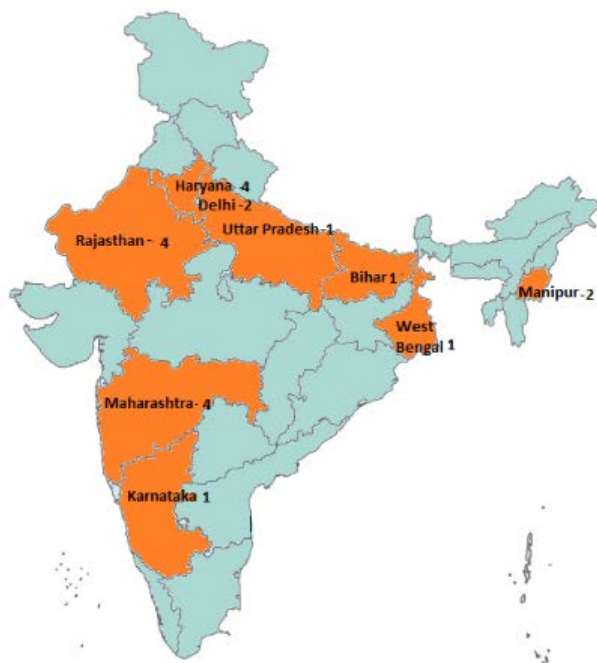 Haryana -4
Delhi -2
Uttar Pradesh -1
Rajasthan - 4
Bihar 1
Manipur -2
West
Bengal 1
Maharashtra- 4
Karnataka 1